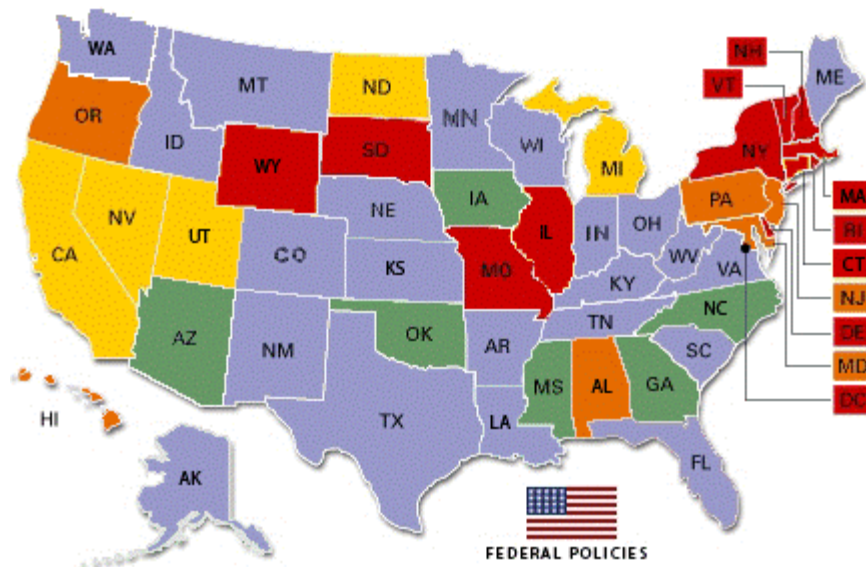 NH
WA
VT
ME
MT
ND
MN
OR
ID
WI
SD
NY
WY
MI
MA
IA
PA
NE
RI
NV
UT
IL
IN
OH
CA
CO
WV
CT
KS
MO
VA
KY
NJ
NC
TN
DE
AZ
OK
NM
AR
SC
MD
MS
AL
GA
DC
HI
TX
LA
FL
AK
FEDERAL POLICIES